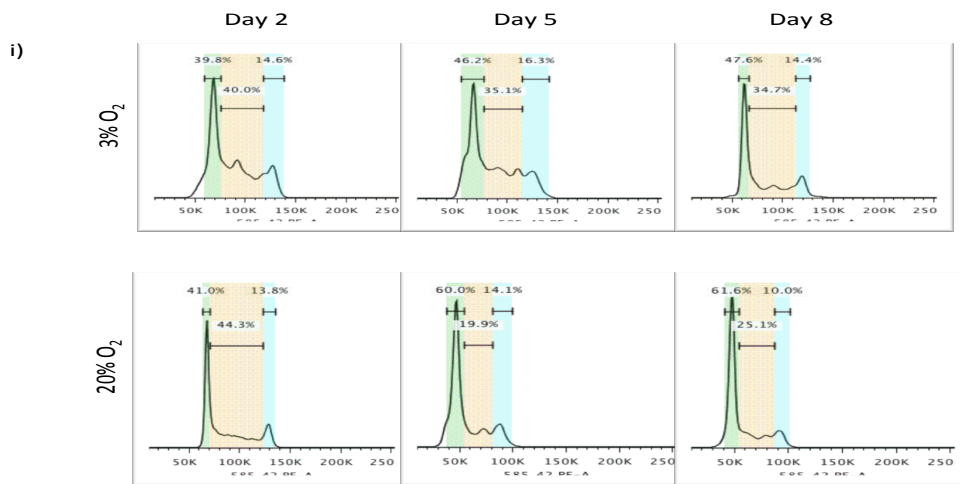 Day 2 Day 5 Day 8
i)
3% O₂
39.8% 14.6%
40.0%
50K 100K 150K 200K 250
46.2% 16.3%
35.1%
50K 100K 150K 200K 250
47.6% 14.4%
34.7%
50K 100K 150K 200K 250
20% O₂
41.0% 13.8%
44.3%
50K 100K 150K 200K 250
60.0% 14.1%
19.9%
50K 100K 150K 200K 250
61.6% 10.0%
25.1%
50K 100K 150K 200K 250